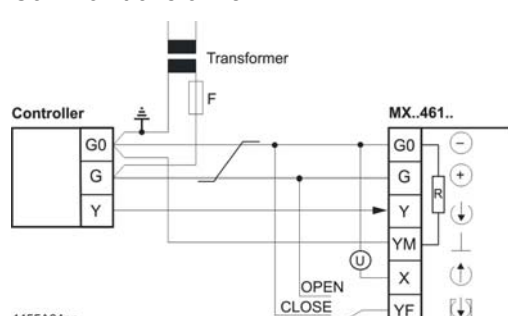 Transformer
F
Controller
MX..461..
G0
G0
G
G
R
Y
Y
YM
U
X
OPEN
CLOSE
YF